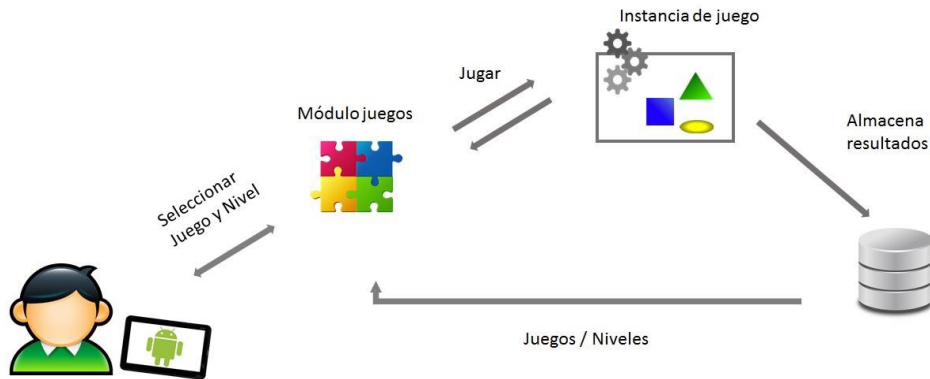 Instancia de juego
Jugar
Módulo juegos
Almacena
resultados
Seleccionar
Juego y Nivel
Juegos / Niveles